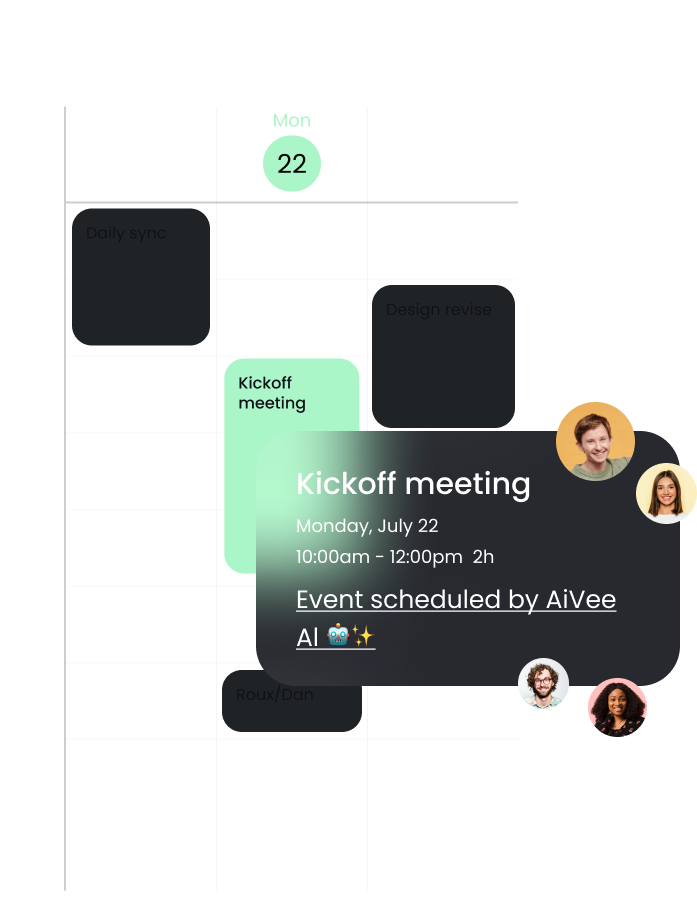 Mon
22
Daily sync
Design revise
Kickoff
meeting
Kickoff meeting
Monday, July 22
10:00am - 12:00pm 2h
Event scheduled by AiVee
AI 🤖✨
Roux/Dan